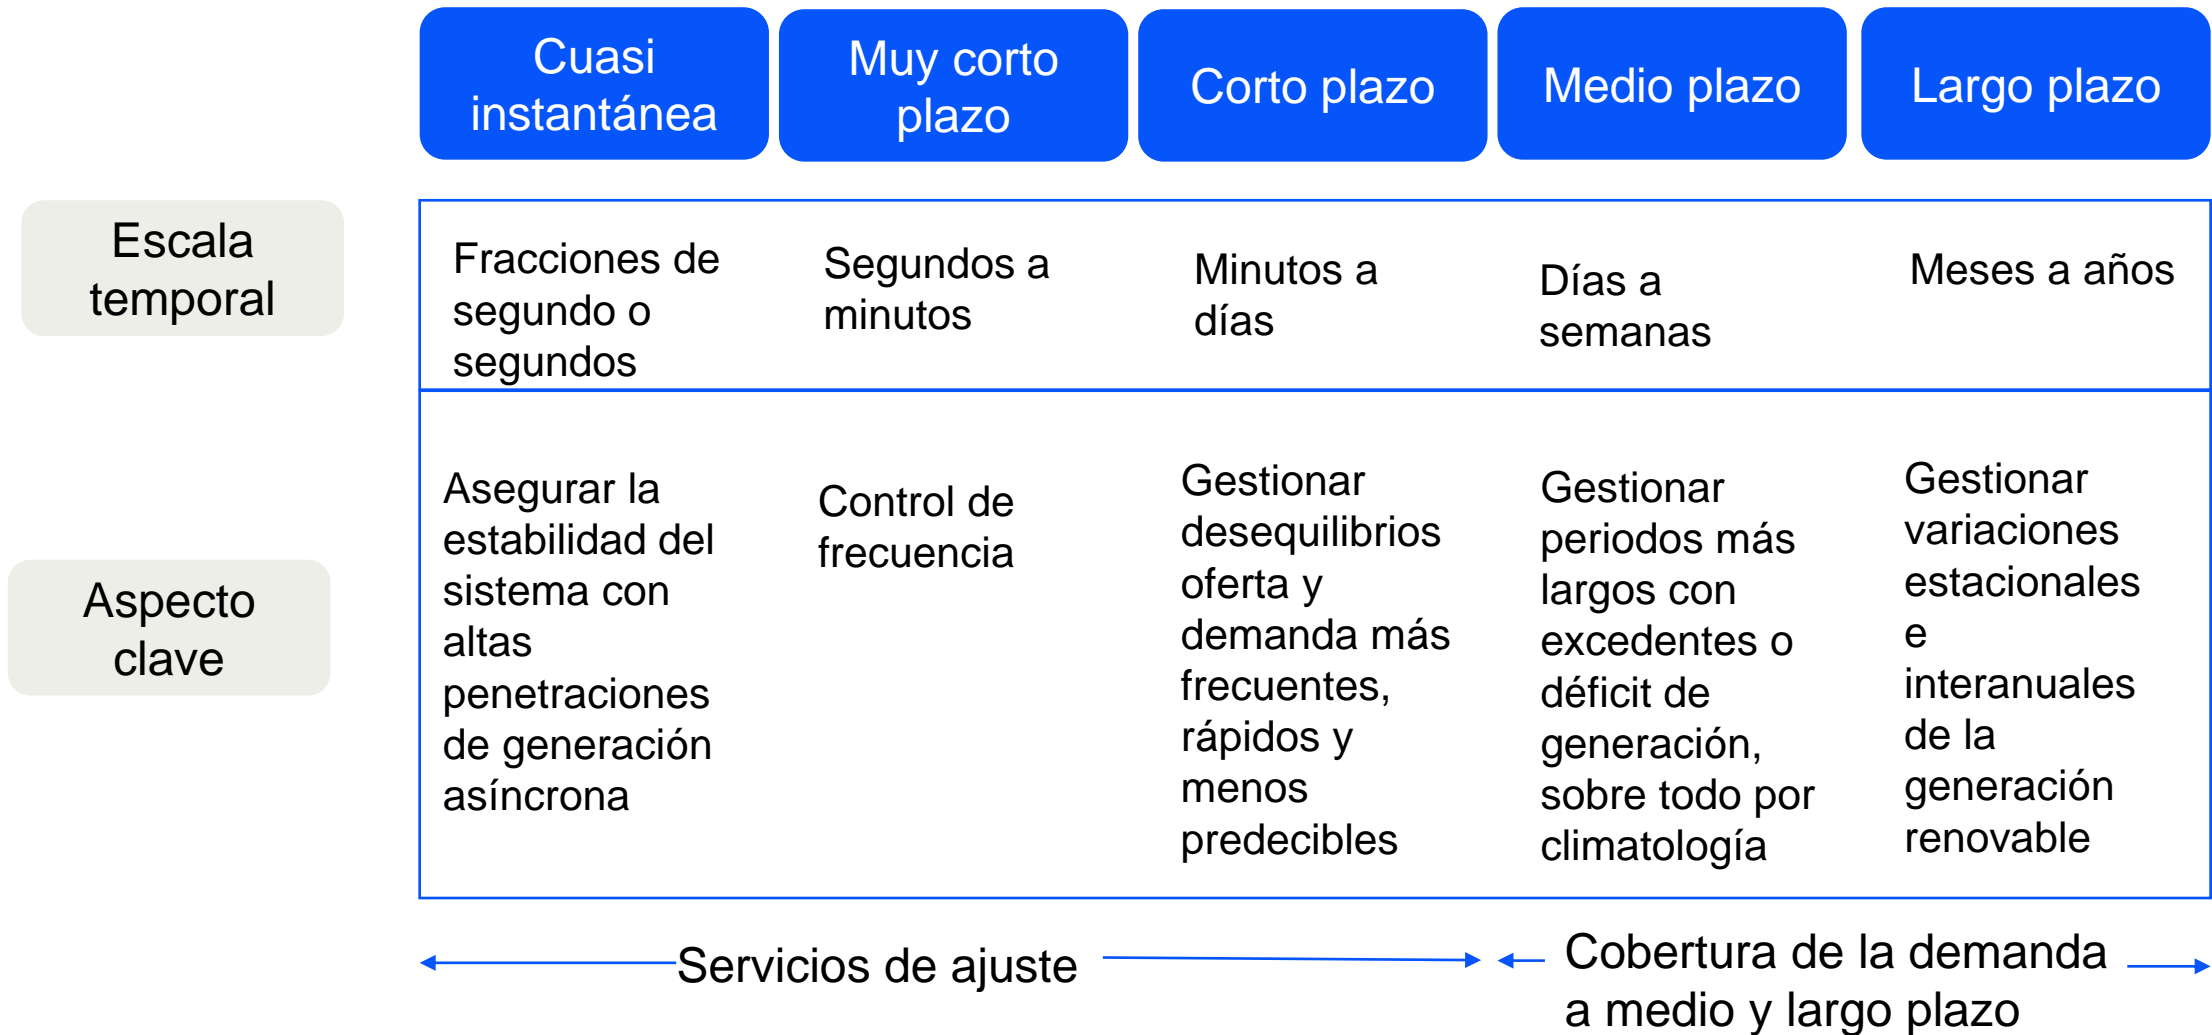 Cuasi
instantánea
Muy corto
plazo
Corto plazo
Medio plazo
Largo plazo
Escala
temporal
Fracciones de
segundo o
segundos
Segundos a
minutos
Minutos a
días
Días a
semanas
Meses a años
Aspecto
clave
Asegurar la
estabilidad del
sistema con
altas
penetraciones
de generación
asíncrona
Control de
frecuencia
Gestionar
desequilibrios
oferta y
demanda más
frecuentes,
rápidos y
menos
predecibles
Gestionar
periodos más
largos con
excedentes o
déficit de
generación,
sobre todo por
climatología
Gestionar
variaciones
estacionales
e
interanuales
de la
generación
renovable
Servicios de ajuste
Cobertura de la demanda
a medio y largo plazo